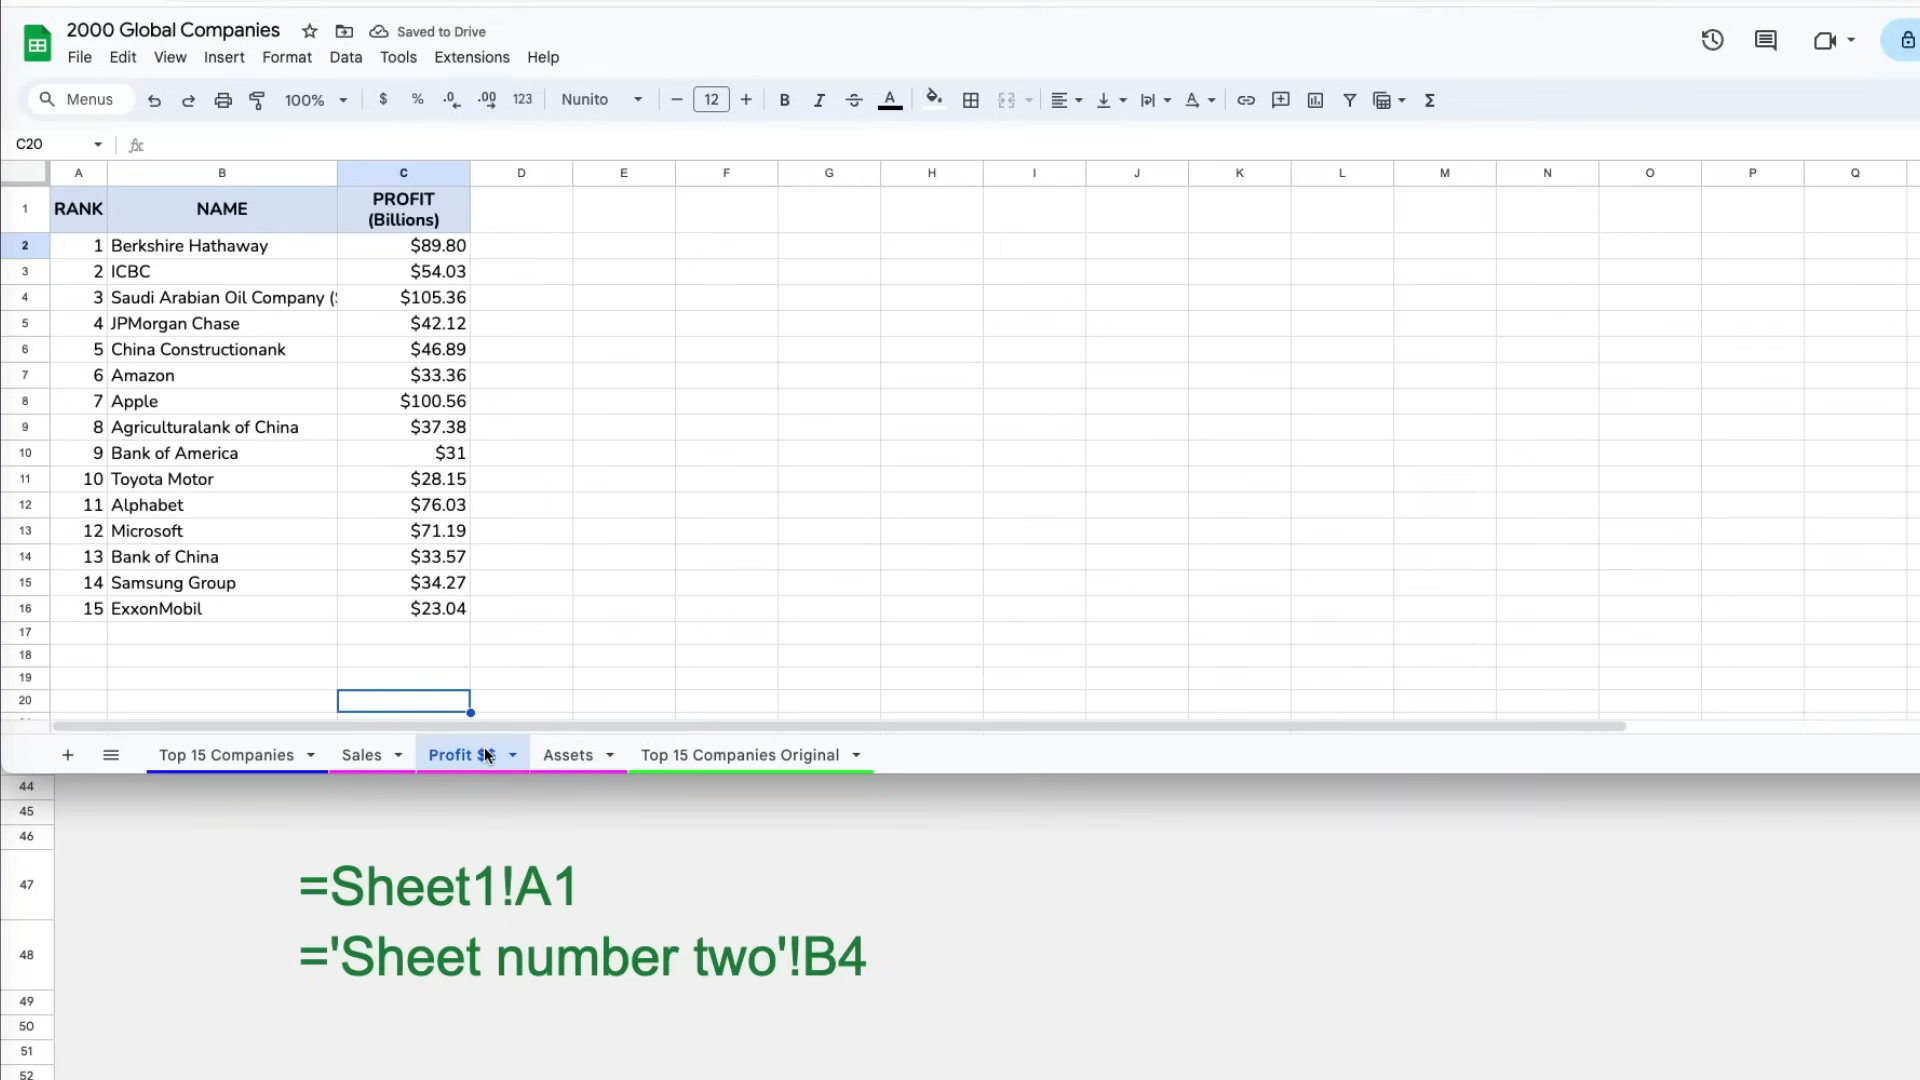 2000 Global Companies Saved to Drive
File Edit View Insert Format Data Tools Extensions Help
Menus 100% $ % .0 .00 123 Nunito 12 B I S A Σ
C20 fx
A B C D E F G H I J K L M N O P Q
1 RANK NAME PROFIT
(Billions)
2 1 Berkshire Hathaway $89.80
3 2 ICBC $54.03
4 3 Saudi Arabian Oil Company (
5 4 JPMorgan Chase $42.12
$105.36
6 5 China Constructionank $46.89
7 6 Amazon $33.36
8 7 Apple $100.56
9 8 Agriculturalank of China $37.38
10 9 Bank of America $31
11 10 Toyota Motor $28.15
12 11 Alphabet $76.03
13 12 Microsoft $71.19
14 13 Bank of China $33.57
15 14 Samsung Group $34.27
16 15 ExxonMobil $23.04
17
18
19
20
Top 15 Companies Sales Profit Assets Top 15 Companies Original
44
45
46
47 =Sheet1!A1
48 ='Sheet number two'!B4
49
50
51
52